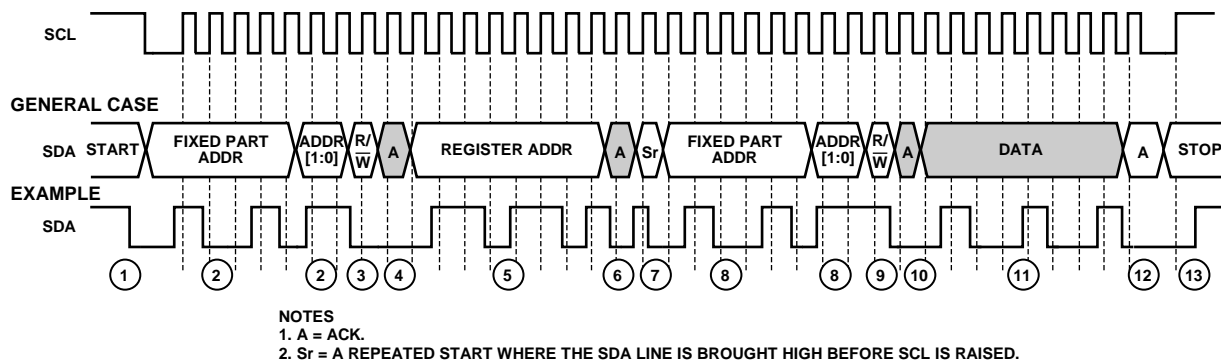 SCL
GENERAL CASE
SDA START FIXED PART ADDR ADDR [1:0] R/W A REGISTER ADDR A Sr FIXED PART ADDR ADDR [1:0] R/W A DATA A STOP
EXAMPLE
SDA
1 2 2 3 4 5 6 7 8 8 9 10 11 12 13
NOTES
1. A = ACK.
2. Sr = A REPEATED START WHERE THE SDA LINE IS BROUGHT HIGH BEFORE SCL IS RAISED.